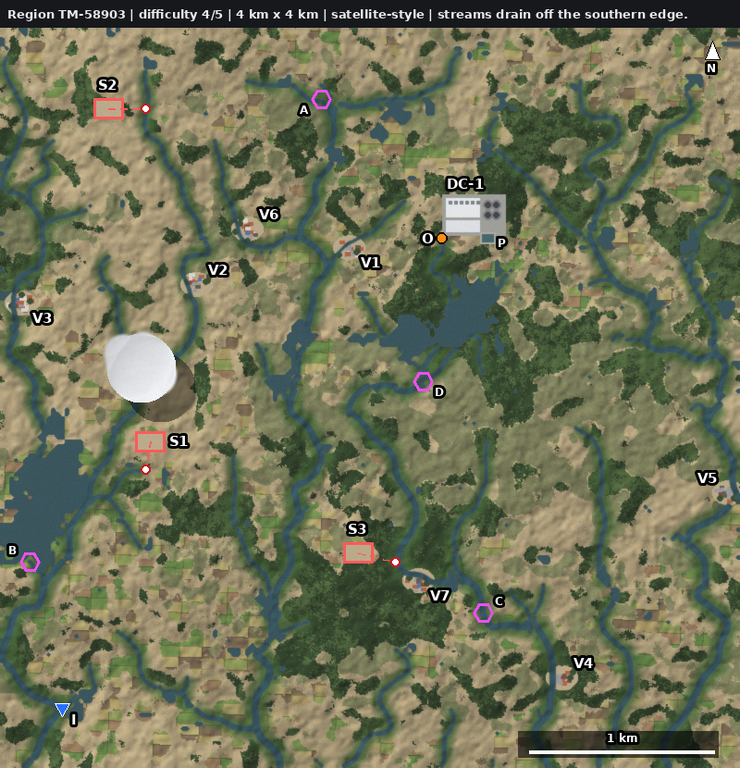 Region TM-58903 | difficulty 4/5 | 4 km x 4 km | satellite-style | streams drain off the southern edge.
N
S2
A
DC-1
V6
O
P
V1
V2
V3
D
S1
V5
S3
B
V7
C
V4
I
1 km